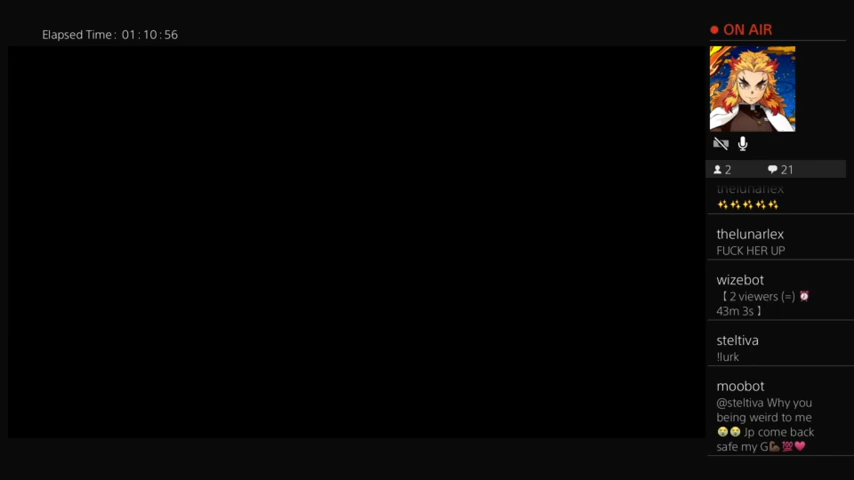 Elapsed Time: 01:10:56
ON AIR
2 21
thelunarlex
✨✨✨✨✨
thelunarlex
FUCK HER UP
wizebot
【 2 viewers (=) ⏰
43m 3s 】
steltiva
!lurk
moobot
@steltiva Why you
being weird to me
😭😭 Jp come back
safe my G💪🏾💯❤️